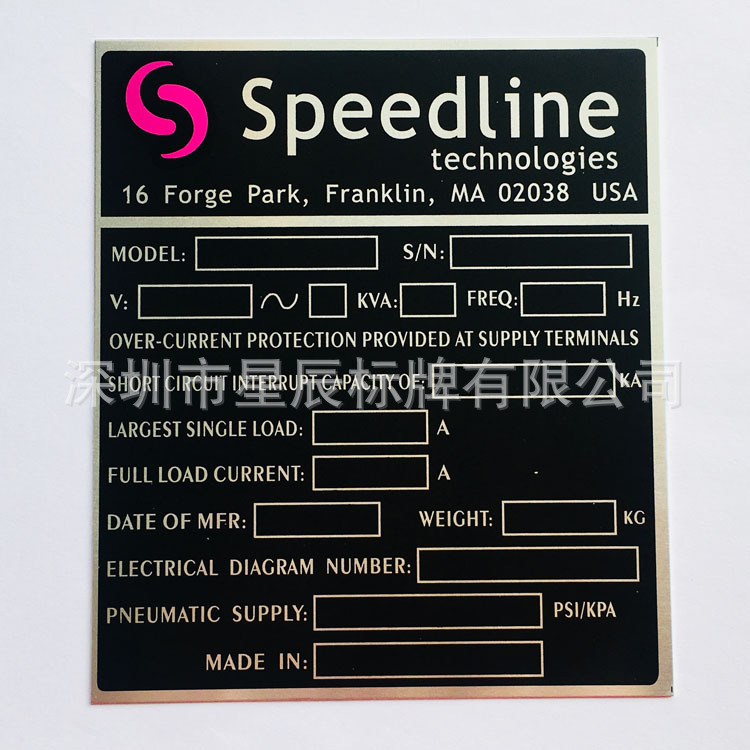 Speedline
technologies
16 Forge Park, Franklin, MA 02038 USA
MODEL: S/N:
V: ~ KVA: FREQ: Hz
OVER-CURRENT PROTECTION PROVIDED AT SUPPLY TERMINALS
深圳市星辰标牌有限公司
SHORT CIRCUIT INTERRUPT CAPACITY OF: KA
LARGEST SINGLE LOAD: A
FULL LOAD CURRENT: A
DATE OF MFR: WEIGHT: KG
ELECTRICAL DIAGRAM NUMBER:
PNEUMATIC SUPPLY: PSI/KPA
MADE IN: